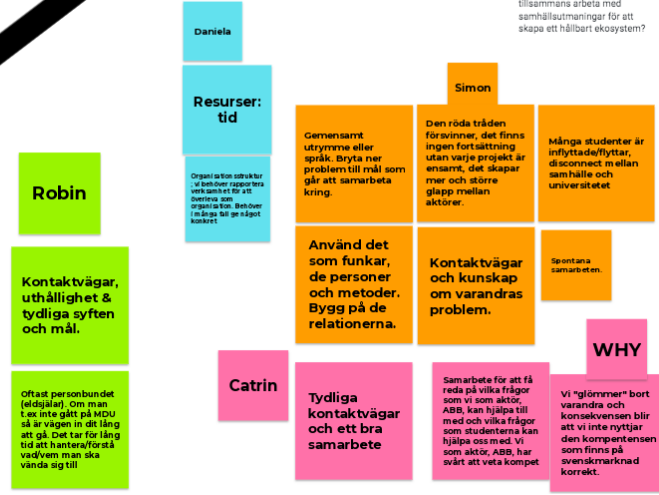 tillsammans arbeta med
samhällsutmaningar för att
skapa ett hållbart ekosystem?
Daniela
Resurser:
tid
Organisationsstruktur
; vi behöver rapportera
verksamhet för att
överleva som
organisation. Behöver
i många fall ge något
konkret
Simon
Gemensamt
utrymme eller
språk. Bryta ner
problem till mål som
går att samarbeta
kring.
Den röda tråden
försvinner, det finns
ingen fortsättning
utan varje projekt är
ensamt, det skapar
mer och större
glapp mellan
aktörer.
Många studenter är
inflyttade/flyttar,
disconnect mellan
samhälle och
universitetet
Använd det
som funkar,
de personer
och metoder.
Bygg på de
relationerna.
Kontaktvägar
och kunskap
om varandras
problem.
Spontana
samarbeten.
Robin
Kontaktvägar,
uthållighet &
tydliga syften
och mål.
Oftast personbundet
(eldsjälar). Om man
t.ex inte gått på MDU
så är vägen in dit lång
att gå. Det tar för lång
tid att hantera/förstå
vad/vem man ska
vända sig till
Catrin
Tydliga
kontaktvägar
och ett bra
samarbete
Samarbete för att få
reda på vilka frågor
som vi som aktör,
ABB, kan hjälpa till
med och vilka frågor
som studenterna kan
hjälpa oss med. Vi
som aktör, ABB, har
svårt att veta kompet
WHY
Vi "glömmer" bort
varandra och
konsekvensen blir
att vi inte nyttjar
den kompentensen
som finns på
svenskmarknad
korrekt.